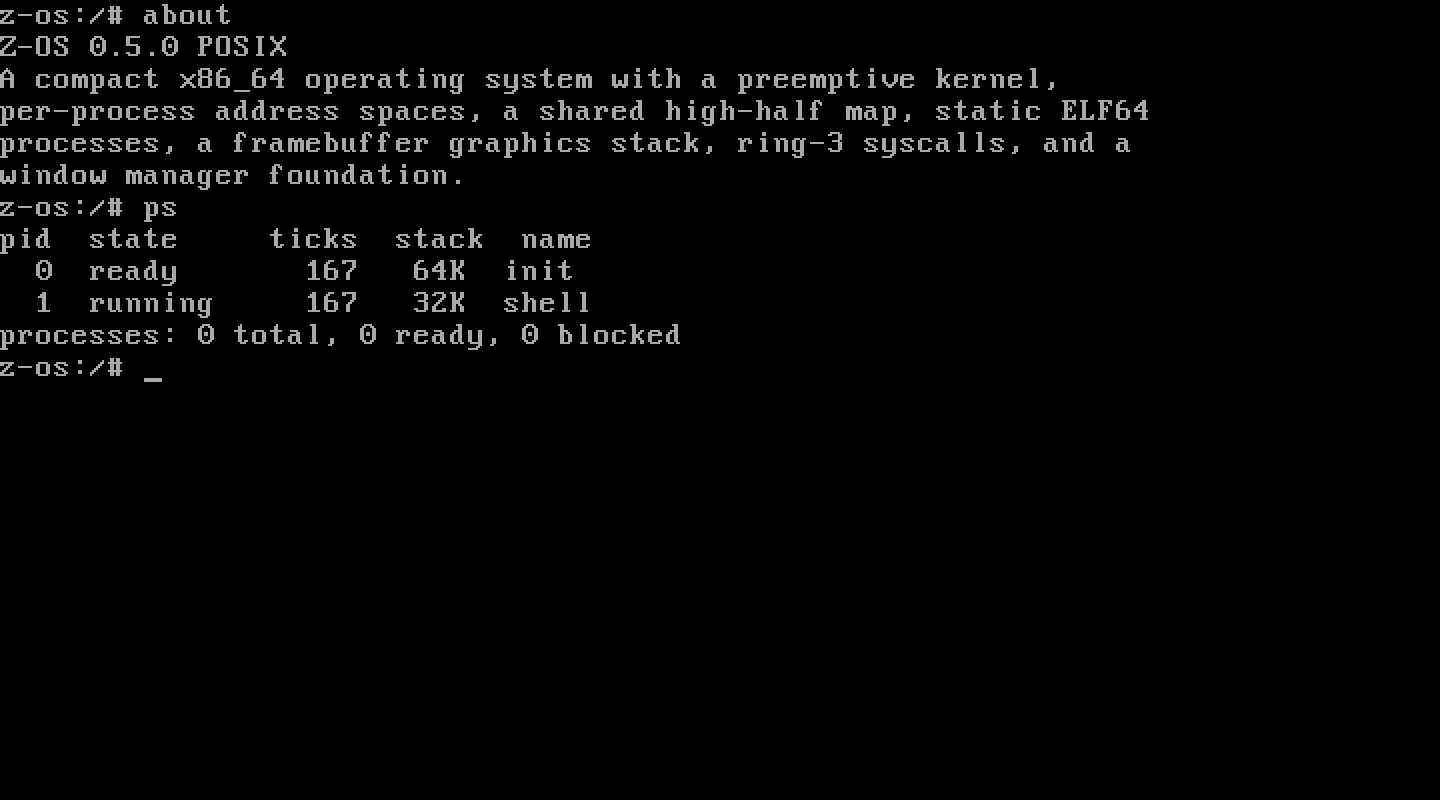 z-os:/# about
Z-OS 0.5.0 POSIX
A compact x86_64 operating system with a preemptive kernel,
per-process address spaces, a shared high-half map, static ELF64
processes, a framebuffer graphics stack, ring-3 syscalls, and a
window manager foundation.
z-os:/# ps
pid  state     ticks  stack  name
  0  ready       167   64K  init
  1  running     167   32K  shell
processes: 0 total, 0 ready, 0 blocked
z-os:/# _